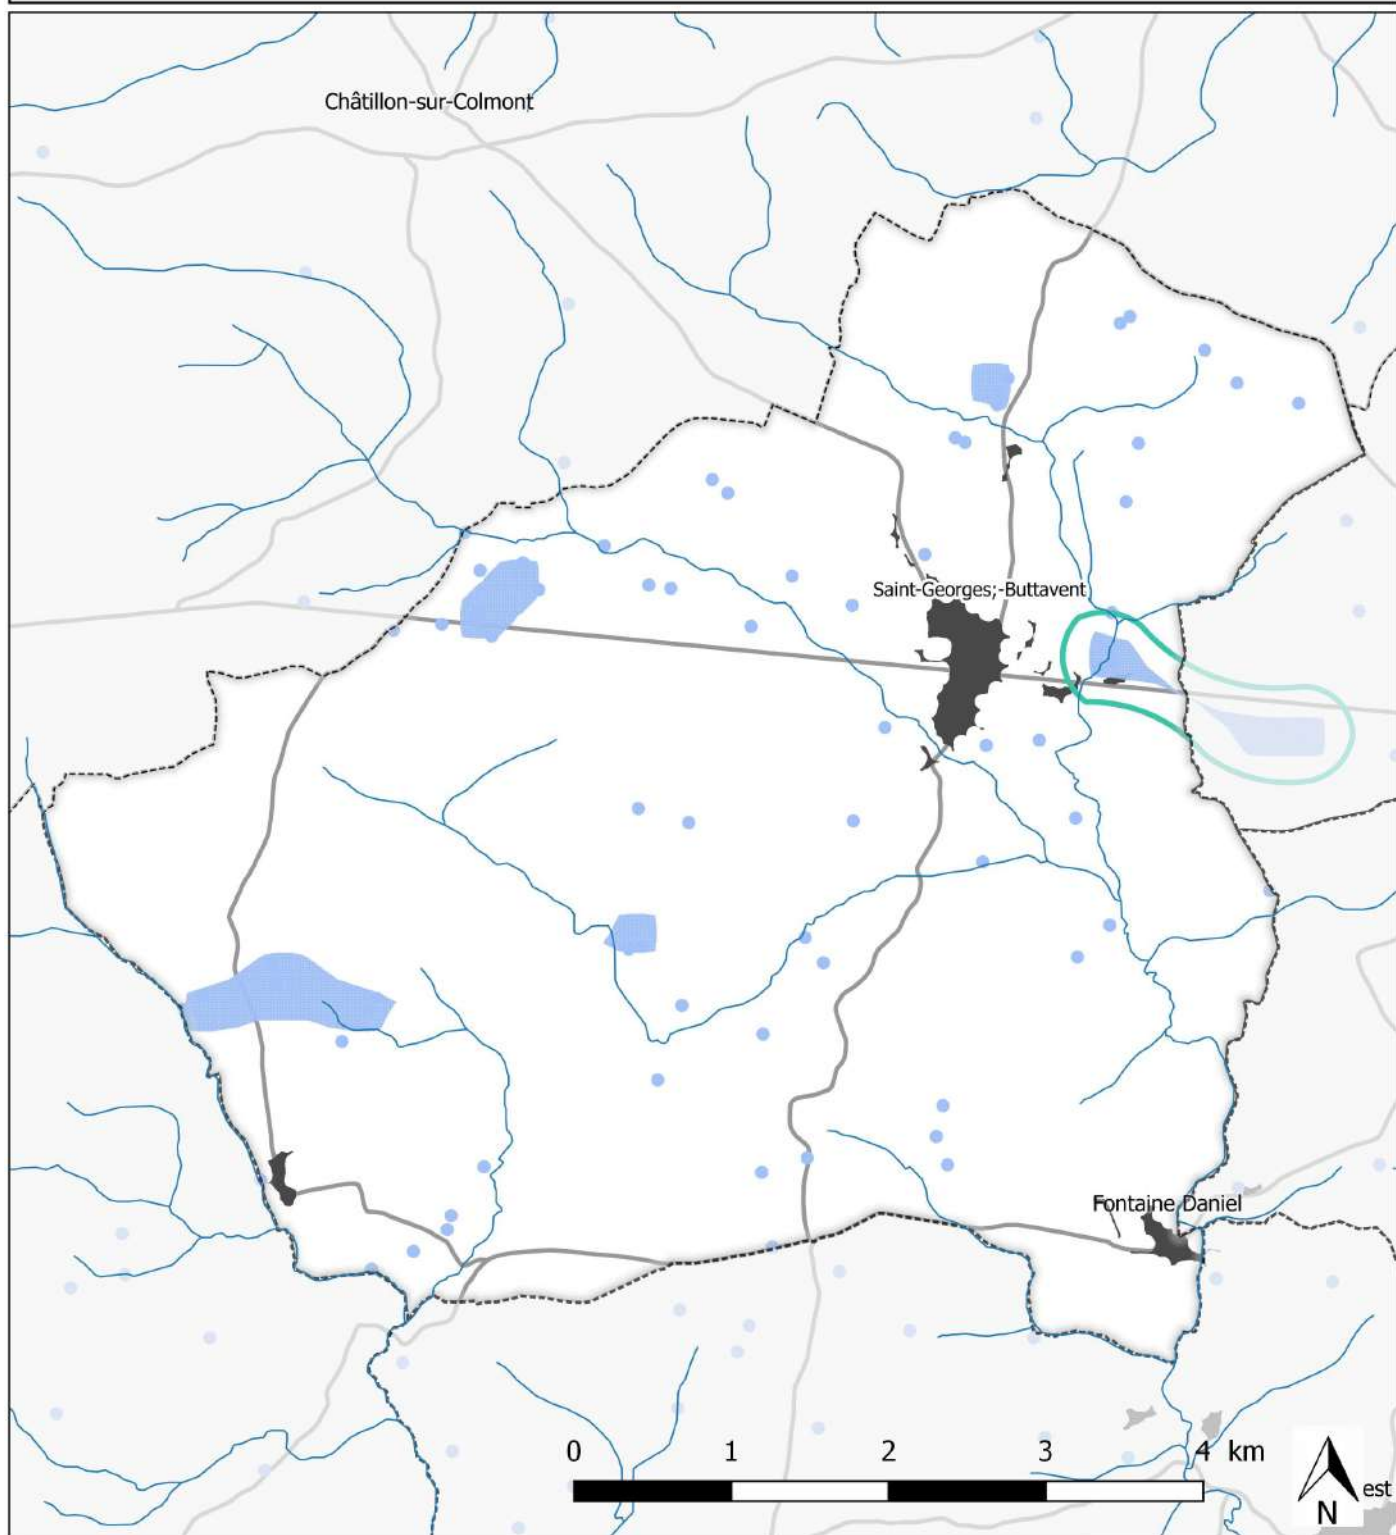 Châtillon-sur-Colmont
Saint-Georges;-Buttavent
Fontaine Daniel
0 1 2 3 4 km
est
N